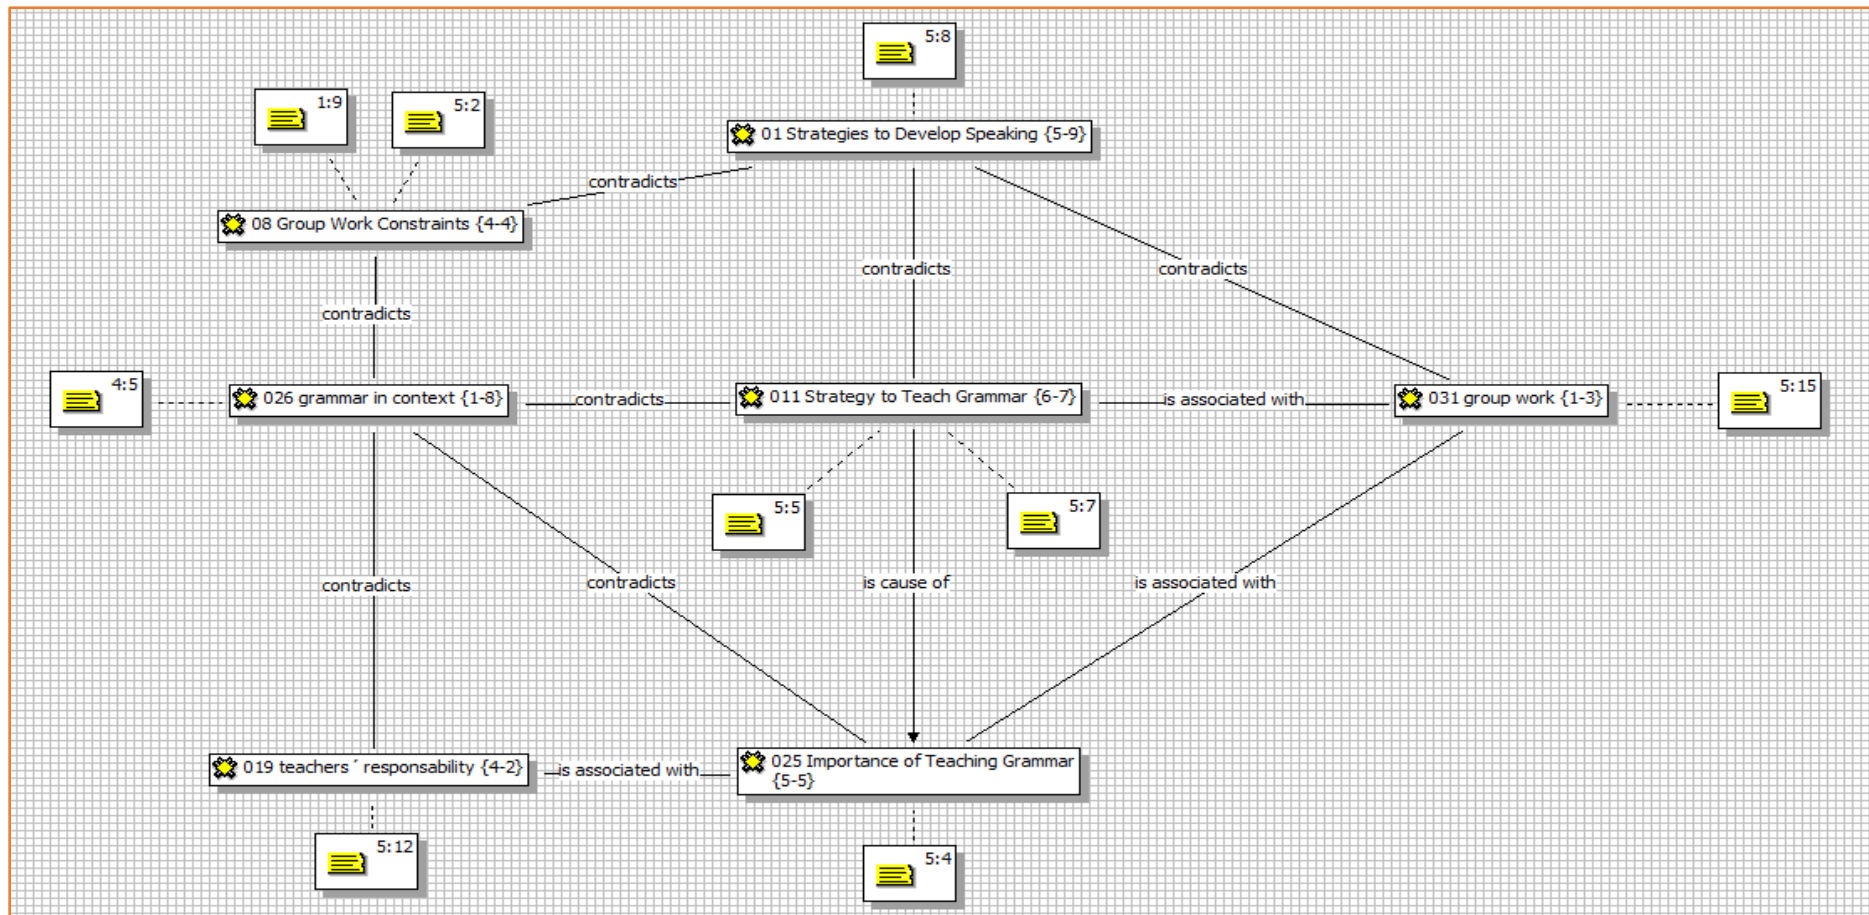 5:8
1:9
5:2
01 Strategies to Develop Speaking {5-9}
contradicts
08 Group Work Constraints {4-4}
contradicts
contradicts
contradicts
4:5
026 grammar in context {1-8}
contradicts
011 Strategy to Teach Grammar {6-7}
is associated with
031 group work {1-3}
5:15
5:5
5:7
contradicts
contradicts
is cause of
is associated with
019 teachers´ responsability {4-2}
is associated with
025 Importance of Teaching Grammar
{5-5}
5:12
5:4